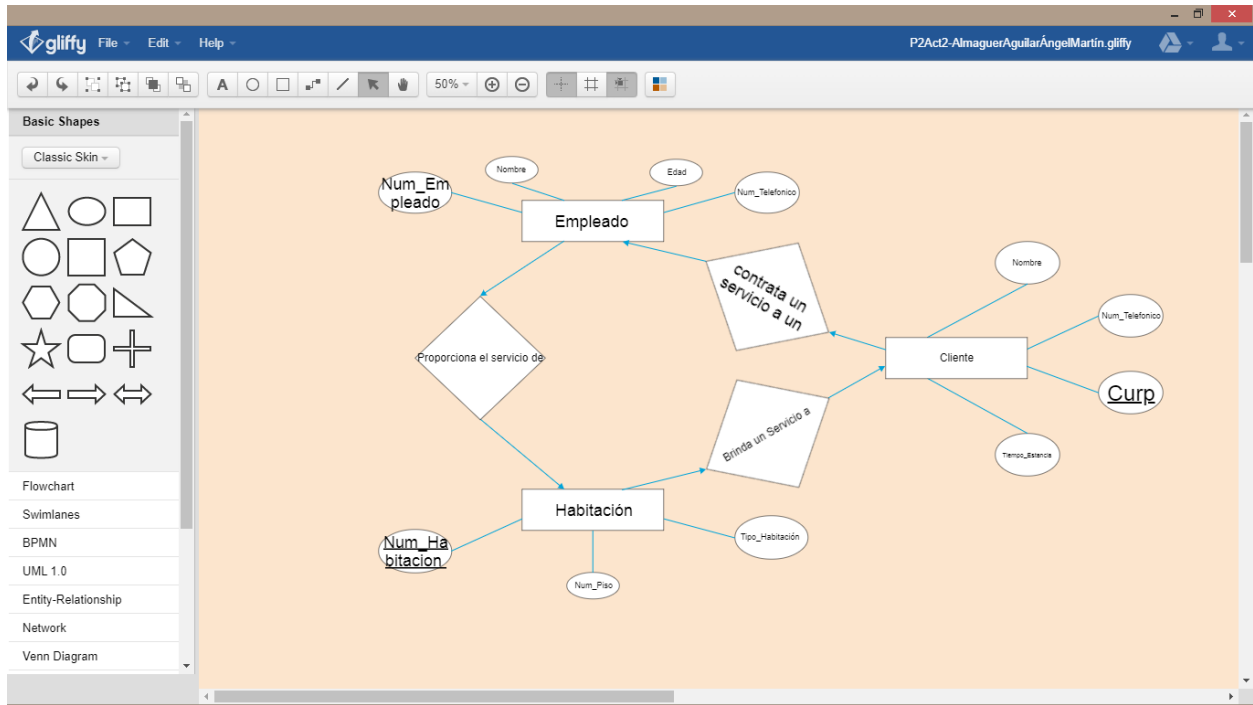 gliffy File Edit Help P2Act2-AlmaguerAguilarÁngelMartín.gliffy
A 50%
Basic Shapes
Classic Skin
Flowchart
Swimlanes
BPMN
UML 1.0
Entity-Relationship
Network
Venn Diagram
Num_Em
pleado
Nombre
Edad
Num_Telefonico
Empleado
contrata un
servicio a un
Nombre
Num_Telefonico
Cliente
Curp
Tiempo_Estancia
Proporciona el servicio de
Brinda un Servicio a
Habitación
Num_Ha
bitacion
Num_Piso
Tipo_Habitación